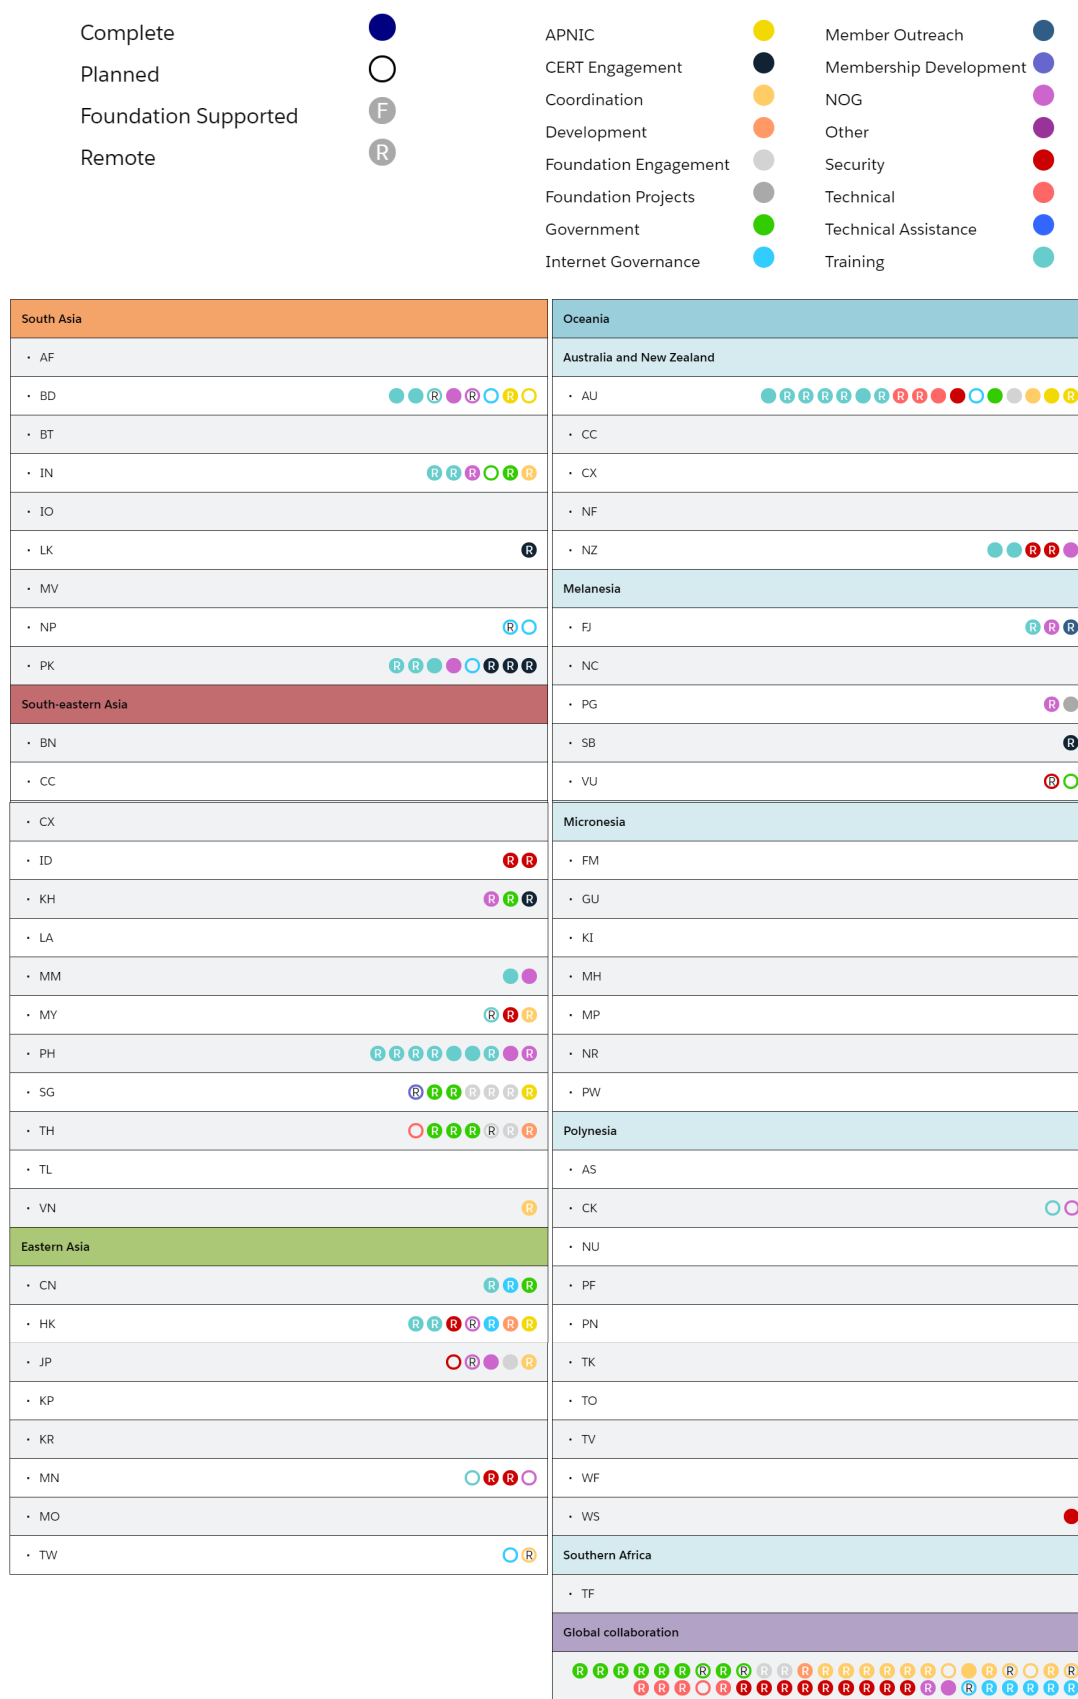 Complete
Planned
Foundation Supported F
Remote R
APNIC
CERT Engagement
Coordination
Development
Foundation Engagement
Foundation Projects
Government
Internet Governance
Member Outreach
Membership Development
NOG
Other
Security
Technical
Technical Assistance
Training
South Asia
• AF
• BD R R R
• BT
• IN R R R R R
• IO
• LK R
• MV
• NP R
• PK R R R R R
South-eastern Asia
• BN
• CC
• CX
• ID R R
• KH R R R
• LA
• MM
• MY R R R
• PH R R R R R R
• SG R R R R R R R
• TH R R R R R R
• TL
• VN R
Eastern Asia
• CN R R R
• HK R R R R R R R
• JP R R
• KP
• KR
• MN R R
• MO
• TW R
Oceania
Australia and New Zealand
• AU R R R R R R R R
• CC
• CX
• NF
• NZ R R
Melanesia
• FJ R R R
• NC
• PG R
• SB R
• VU R
Micronesia
• FM
• GU
• KI
• MH
• MP
• NR
• PW
Polynesia
• AS
• CK
• NU
• PF
• PN
• TK
• TO
• TV
• WF
• WS
Southern Africa
• TF
Global collaboration
R R R R R R R R R R R R R R R R R R R R R R
R R R R R R R R R R R R R R R R R R R R